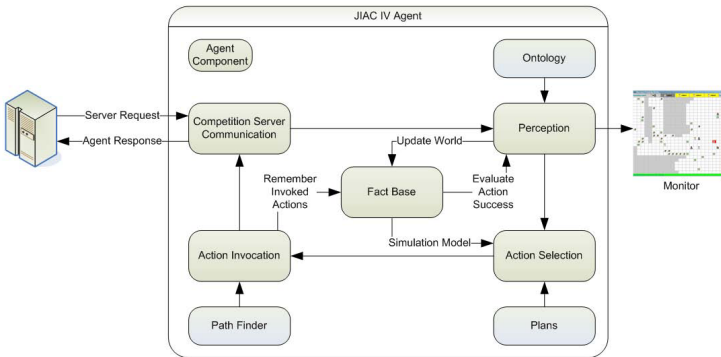 JIAC IV Agent
Agent
Component
Ontology
Server Request
Agent Response
Competition Server
Communication
Perception
Update World
Remember
Invoked
Actions
Fact Base
Evaluate
Action
Success
Monitor
Simulation Model
Action Invocation
Action Selection
Path Finder
Plans